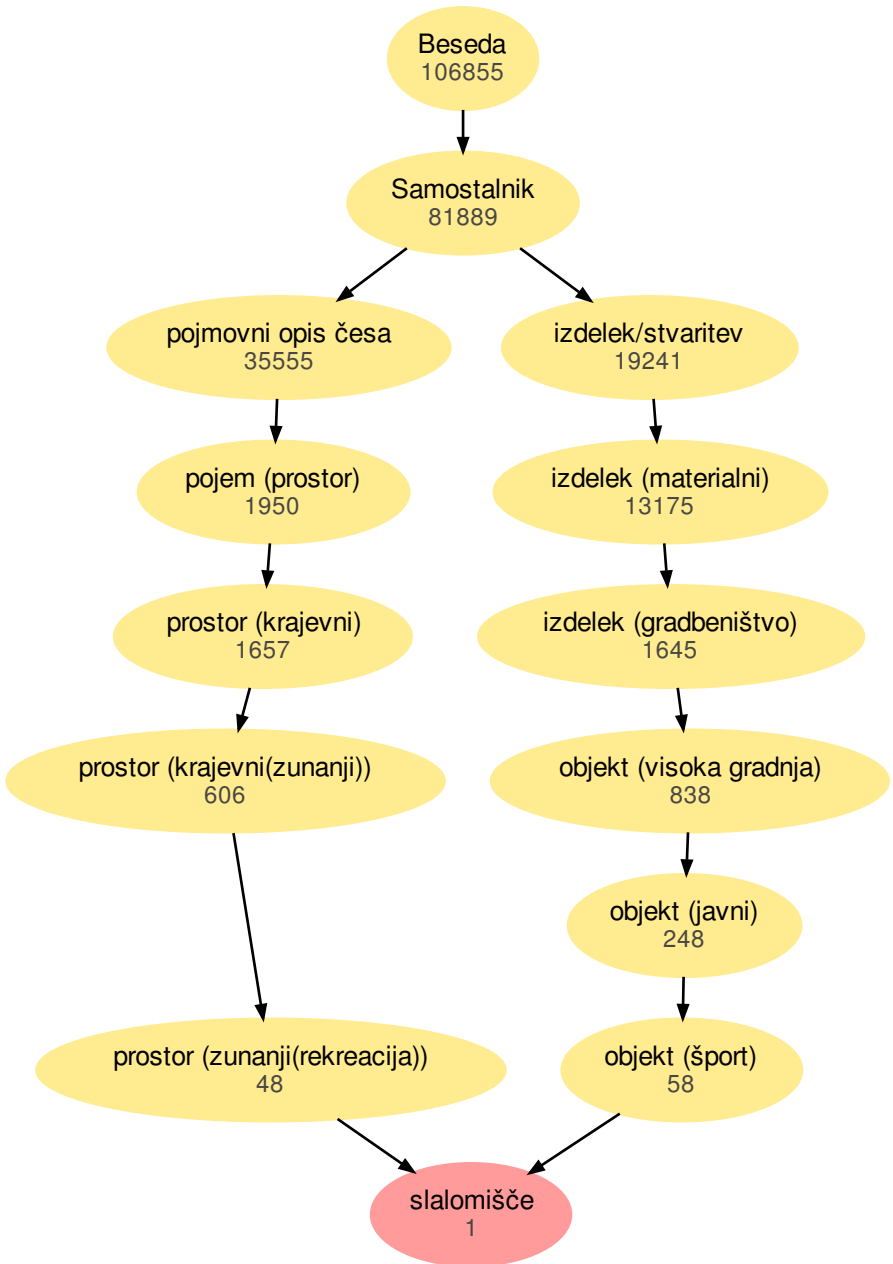 Beseda
106855
Samostalnik
81889
pojmovni opis česa
35555
izdelek/stvaritev
19241
pojem (prostor)
1950
izdelek (materialni)
13175
prostor (krajevni)
1657
izdelek (gradbeništvo)
1645
prostor (krajevni(zunanji))
606
objekt (visoka gradnja)
838
objekt (javni)
248
prostor (zunanji(rekreacija))
48
objekt (šport)
58
slalomišče
1